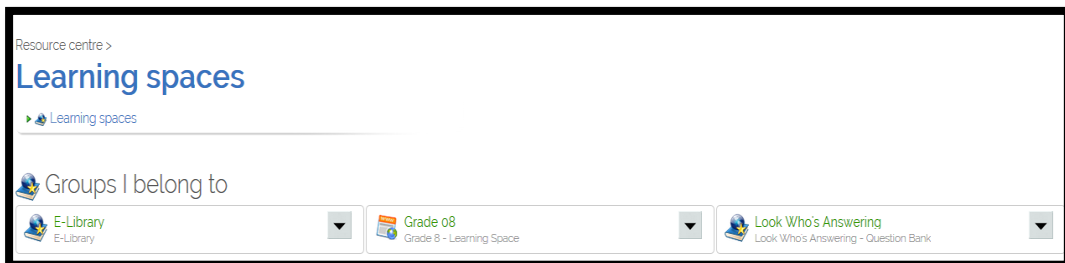 Resource centre >
Learning spaces
Learning spaces
Groups I belong to
E-Library
E-Library
Grade 08
Grade 8 - Learning Space
Look Who's Answering
Look Who's Answering - Question Bank